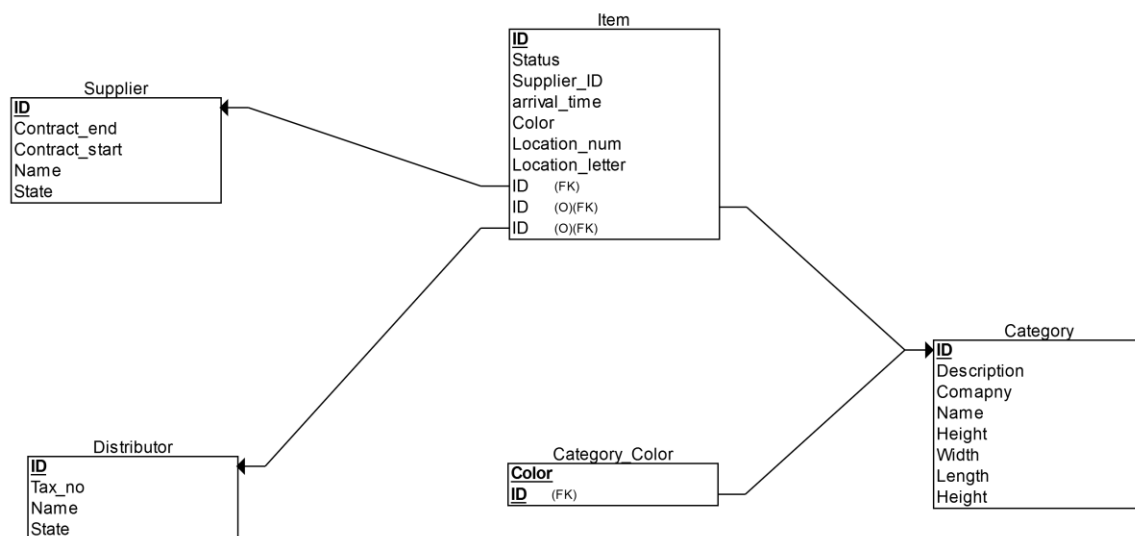 Item
ID
Status
Supplier_ID
arrival_time
Color
Location_num
Location_letter
ID (FK)
ID (O)(FK)
ID (O)(FK)
Supplier
ID
Contract_end
Contract_start
Name
State
Category
ID
Description
Comapny
Name
Height
Width
Length
Height
Distributor
ID
Tax_no
Name
State
Category_Color
Color
ID (FK)